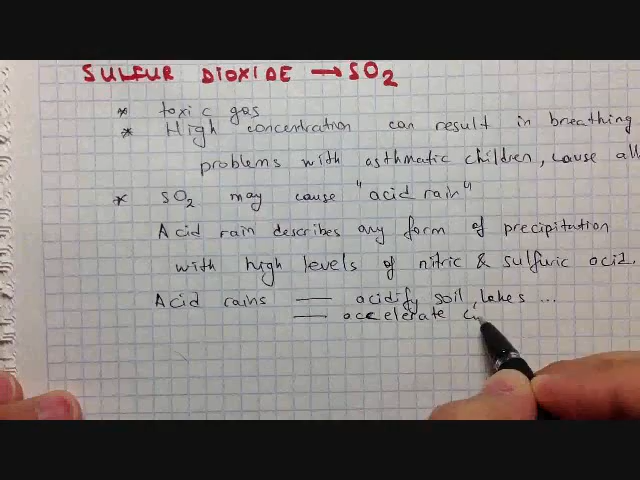 SULFUR DIOXIDE → SO2
* toxic gas
* High concentration can result in breathing
problems with asthmatic children, cause all
* SO2 may cause "acid rain"
Acid rain describes any form of precipitation
with high levels of nitric & sulfuric acid.
Acid rains — acidify soil, lakes ...
— accelerate